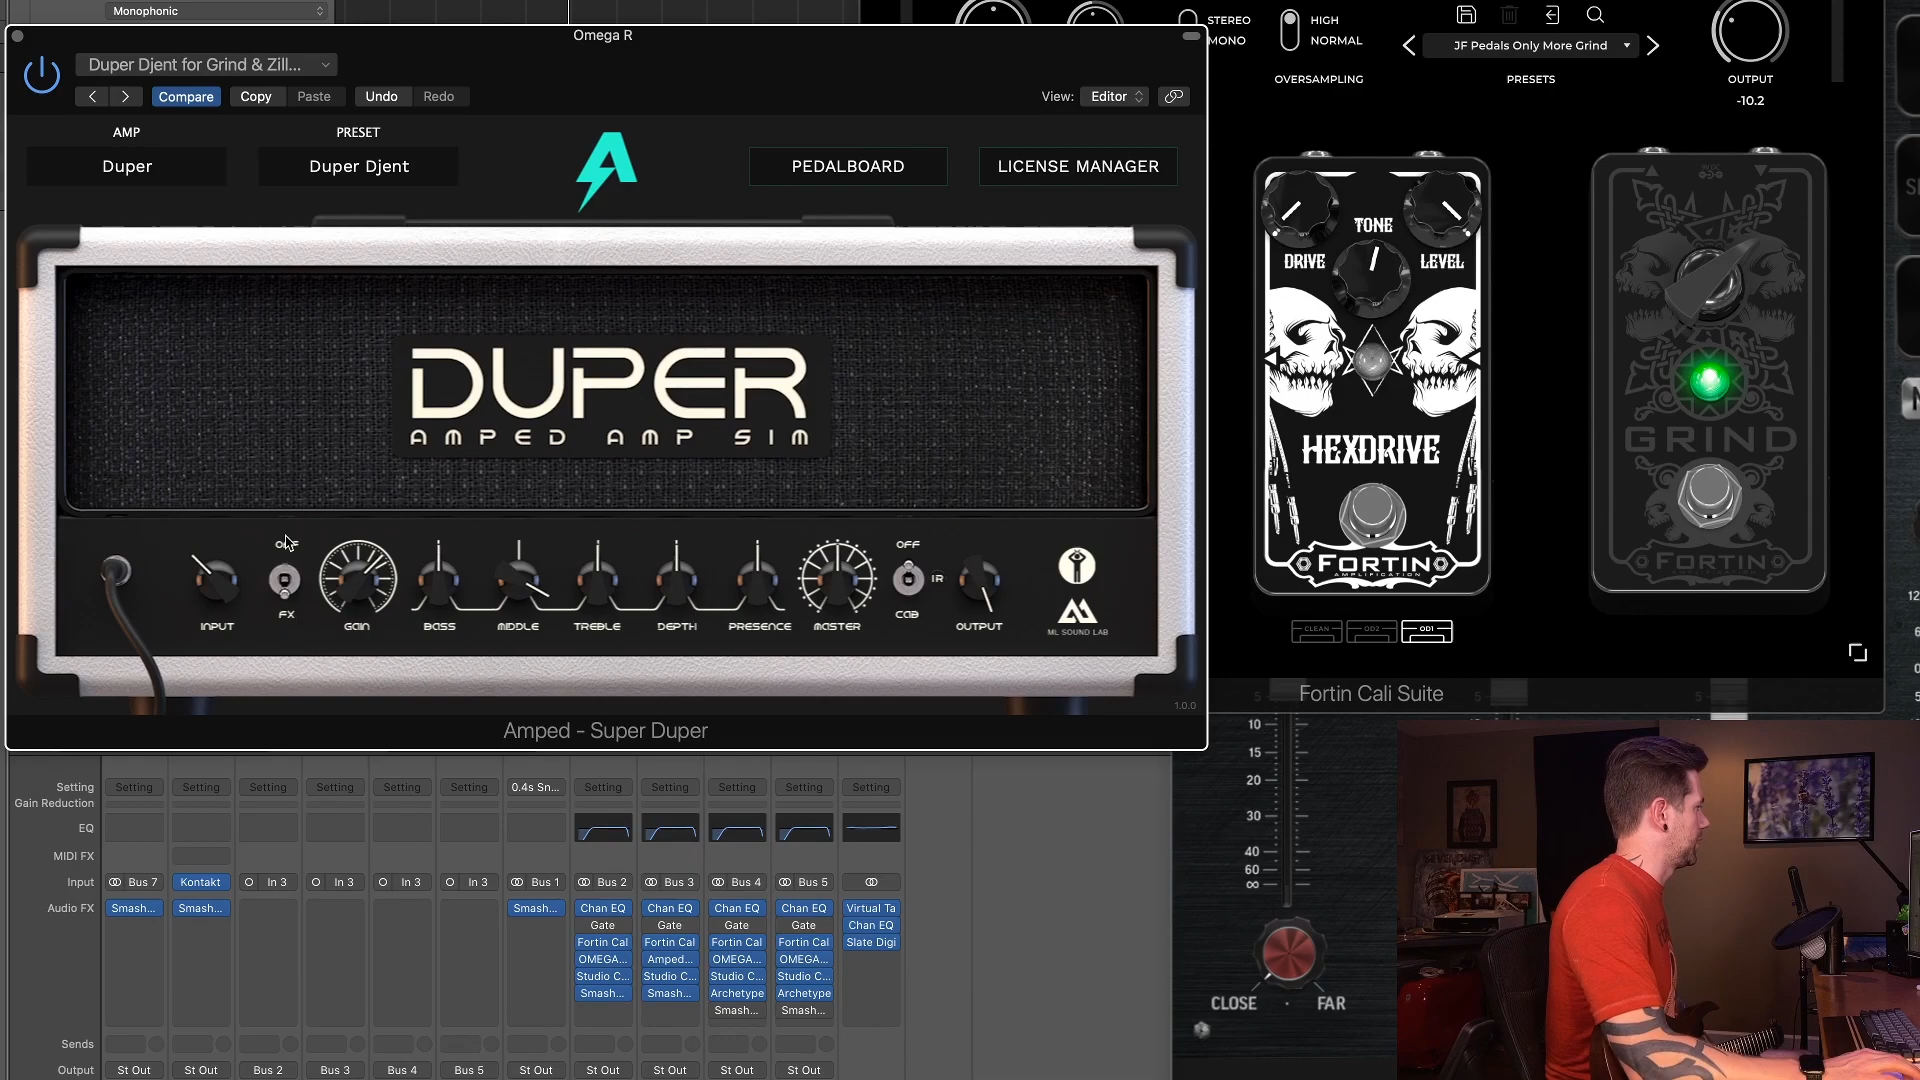 Monophonic
Omega R
Duper Djent for Grind & Zill...
Compare
Copy
Paste
Undo
Redo
View:
Editor
AMP
PRESET
Duper
Duper Djent
PEDALBOARD
LICENSE MANAGER
DUPER
AMPED AMP SIM
OFF
FX
INPUT
GAIN
BASS
MIDDLE
TREBLE
DEPTH
PRESENCE
MASTER
OFF
IR
CAB
OUTPUT
ML SOUND LAB
1.0.0
Amped - Super Duper
STEREO
MONO
HIGH
NORMAL
OVERSAMPLING
JF Pedals Only More Grind
PRESETS
OUTPUT
-10.2
TONE
DRIVE
LEVEL
HEXDRIVE
FORTIN
AMPLIFICATION
GRIND
FORTIN
CLEAN
OD2
OD1
Fortin Cali Suite
5
5
5
10
15
20
30
40
60
∞
CLOSE
FAR
Setting Setting Setting Setting Setting Setting Setting 0.4s Sn... Setting Setting Setting Setting Setting
Gain Reduction
EQ
MIDI FX
Input Bus 7 Kontakt In 3 In 3 In 3 In 3 Bus 1 Bus 2 Bus 3 Bus 4 Bus 5
Audio FX Smash... Smash... Smash... Chan EQ Chan EQ Chan EQ Chan EQ Virtual Ta
Gate Gate Gate Gate Chan EQ
Fortin Cal Fortin Cal Fortin Cal Fortin Cal Slate Digi
OMEGA... Amped... OMEGA... OMEGA...
Studio C... Studio C... Studio C... Studio C...
Smash... Smash... Archetype Archetype
Smash... Smash...
Sends
Output St Out St Out Bus 2 Bus 3 Bus 4 Bus 5 St Out St Out St Out St Out St Out